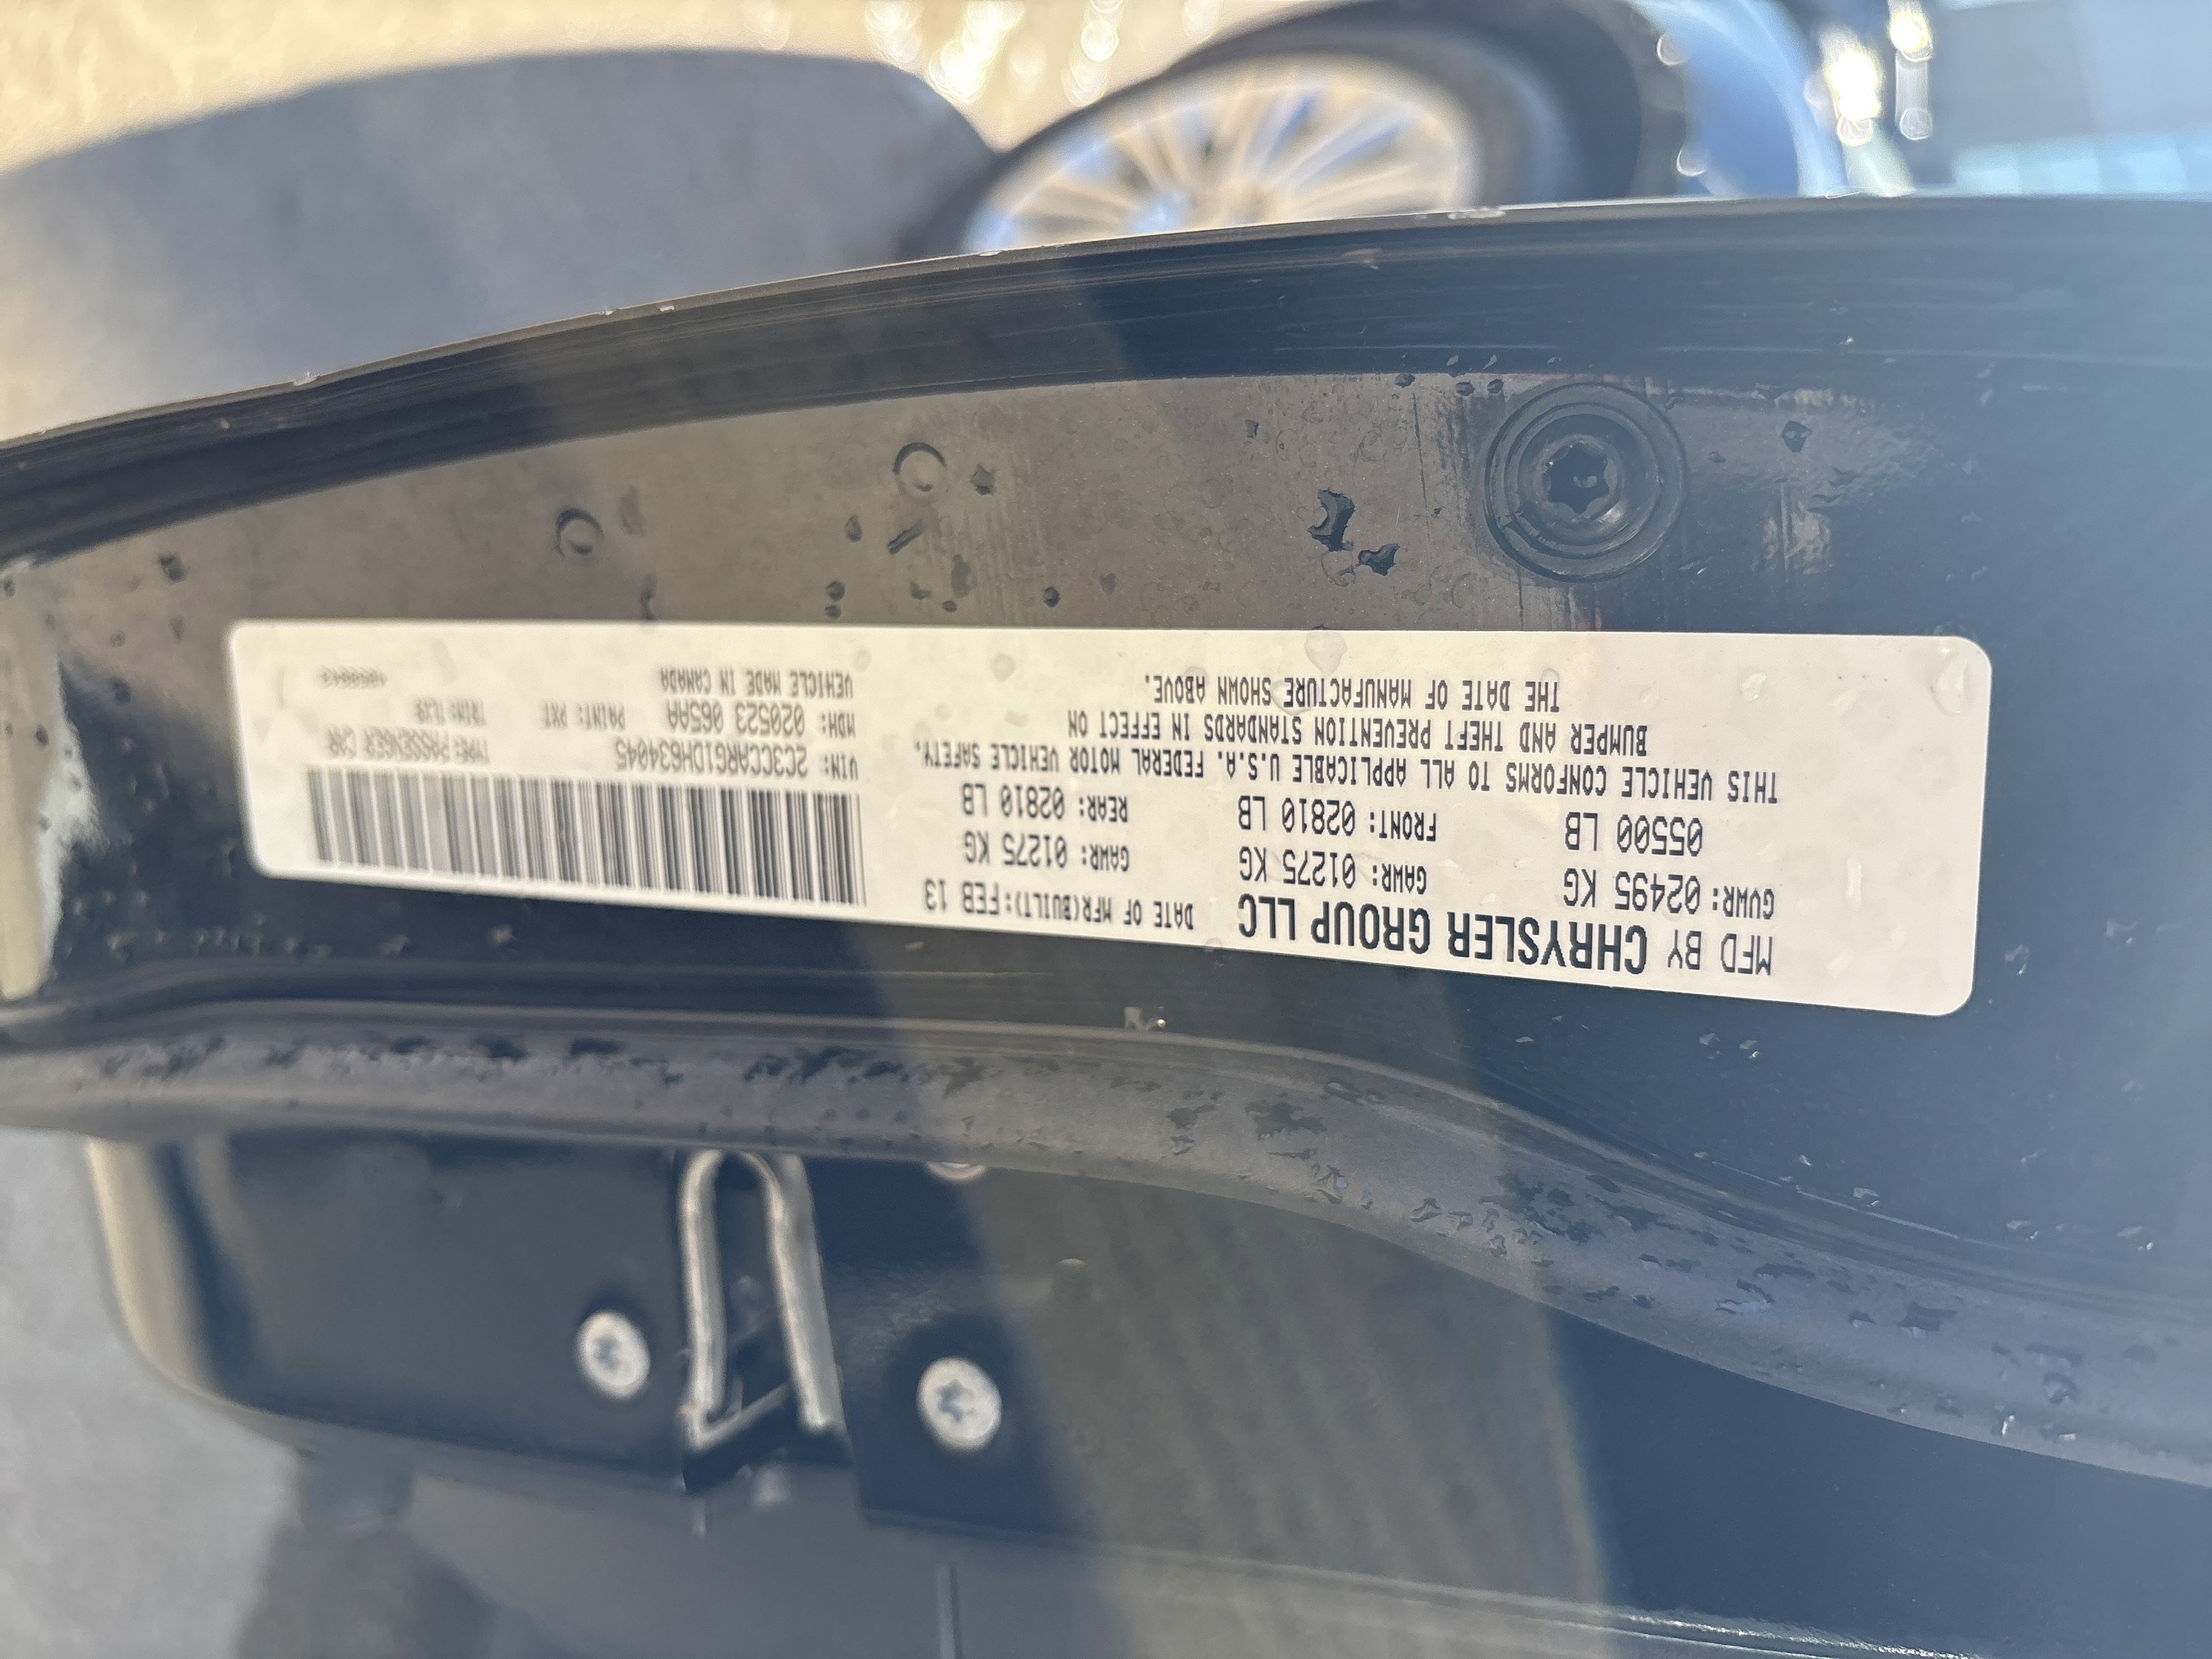 MFD BY CHRYSLER GROUP LLC
DATE OF MFR(BUILT):FEB 13
GVWR: 02495 KG
05500 LB
GAWR: 01275 KG
FRONT: 02810 LB
GAWR: 01275 KG
REAR: 02810 LB
THIS VEHICLE CONFORMS TO ALL APPLICABLE U.S.A. FEDERAL MOTOR VEHICLE SAFETY,
BUMPER AND THEFT PREVENTION STANDARDS IN EFFECT ON
THE DATE OF MANUFACTURE SHOWN ABOVE.
VIN: 2C3CCARG1DH634045
TYPE: PASSENGER CAR
MDH: 020523 065AA
PAINT: PXT
TRIM:
VEHICLE MADE IN CANADA